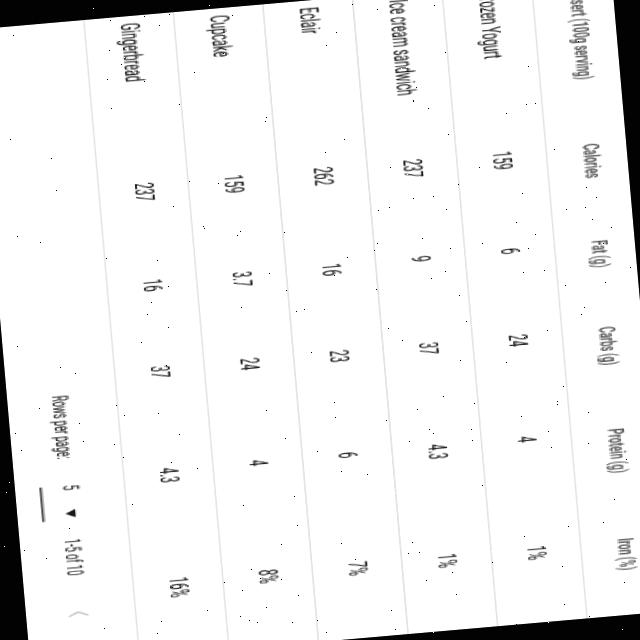 (100g serving) Calories Fat (g) Carbs (g) Protein (g) Iron (%)
Yogurt 159 6 24 4 1%
Ice cream sandwich 237 9 37 4.3 1%
Eclair 262 16 23 6 7%
Cupcake 159 3.7 24 4 8%
Gingerbread 237 16 37 4.3 16%
Rows per page: 5 ▼ 1-5 of 10 <